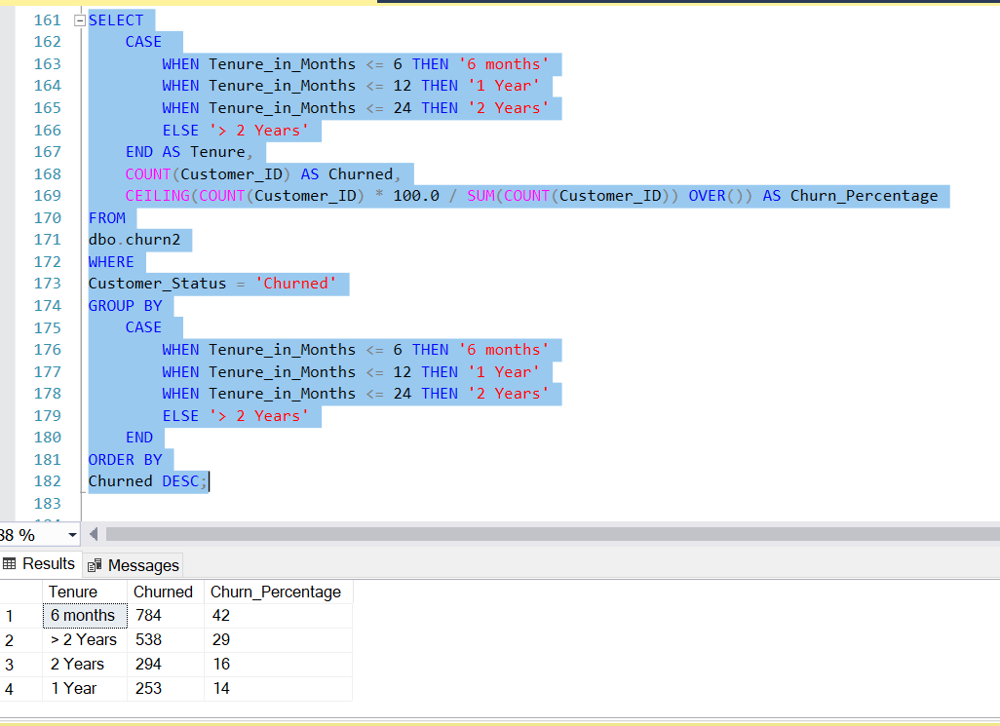 161 SELECT
162 CASE
163 WHEN Tenure_in_Months <= 6 THEN '6 months'
164 WHEN Tenure_in_Months <= 12 THEN '1 Year'
165 WHEN Tenure_in_Months <= 24 THEN '2 Years'
166 ELSE '> 2 Years'
167 END AS Tenure,
168 COUNT(Customer_ID) AS Churned,
169 CEILING(COUNT(Customer_ID) * 100.0 / SUM(COUNT(Customer_ID)) OVER()) AS Churn_Percentage
170 FROM
171 dbo.churn2
172 WHERE
173 Customer_Status = 'Churned'
174 GROUP BY
175 CASE
176 WHEN Tenure_in_Months <= 6 THEN '6 months'
177 WHEN Tenure_in_Months <= 12 THEN '1 Year'
178 WHEN Tenure_in_Months <= 24 THEN '2 Years'
179 ELSE '> 2 Years'
180 END
181 ORDER BY
182 Churned DESC;
183
38 %
Results Messages
Tenure Churned Churn_Percentage
1 6 months 784 42
2 > 2 Years 538 29
3 2 Years 294 16
4 1 Year 253 14